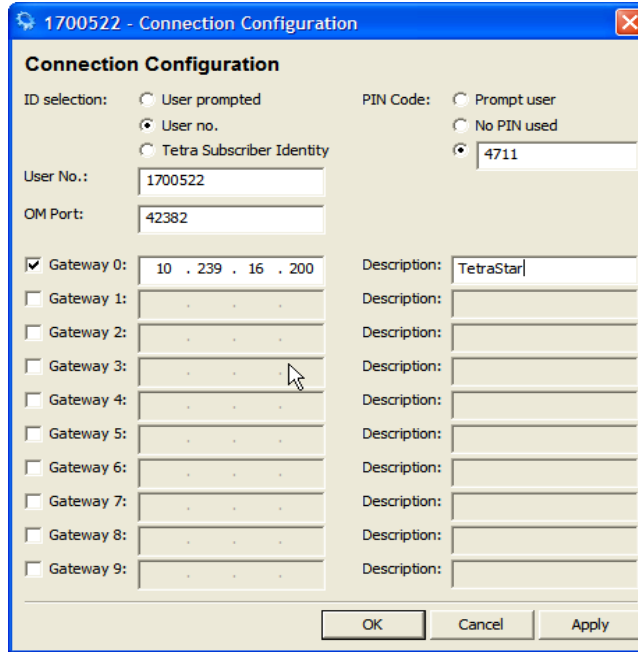 1700522 - Connection Configuration
Connection Configuration
ID selection: User prompted PIN Code: Prompt user
User no. No PIN used
Tetra Subscriber Identity 4711
User No.: 1700522
OM Port: 42382
Gateway 0: 10 . 239 . 16 . 200 Description: TetraStar
Gateway 1: . . . Description:
Gateway 2: . . . Description:
Gateway 3: . . . Description:
Gateway 4: . . . Description:
Gateway 5: . . . Description:
Gateway 6: . . . Description:
Gateway 7: . . . Description:
Gateway 8: . . . Description:
Gateway 9: . . . Description:
OK Cancel Apply